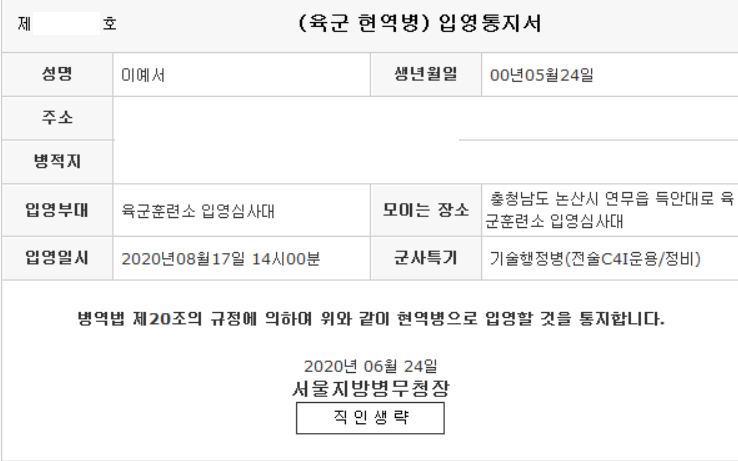 제 호 (육군 현역병) 입영통지서
성명 이예서 생년월일 00년05월24일
주소
병적지
입영부대 육군훈련소 입영심사대 모이는 장소 충청남도 논산시 연무읍 득안대로 육
군훈련소 입영심사대
입영일시 2020년08월17일 14시00분 군사특기 기술행정병(전술C4I운용/정비)
병역법 제20조의 규정에 의하여 위와 같이 현역병으로 입영할 것을 통지합니다.
2020년 06월 24일
서울지방병무청장
직 인 생 략